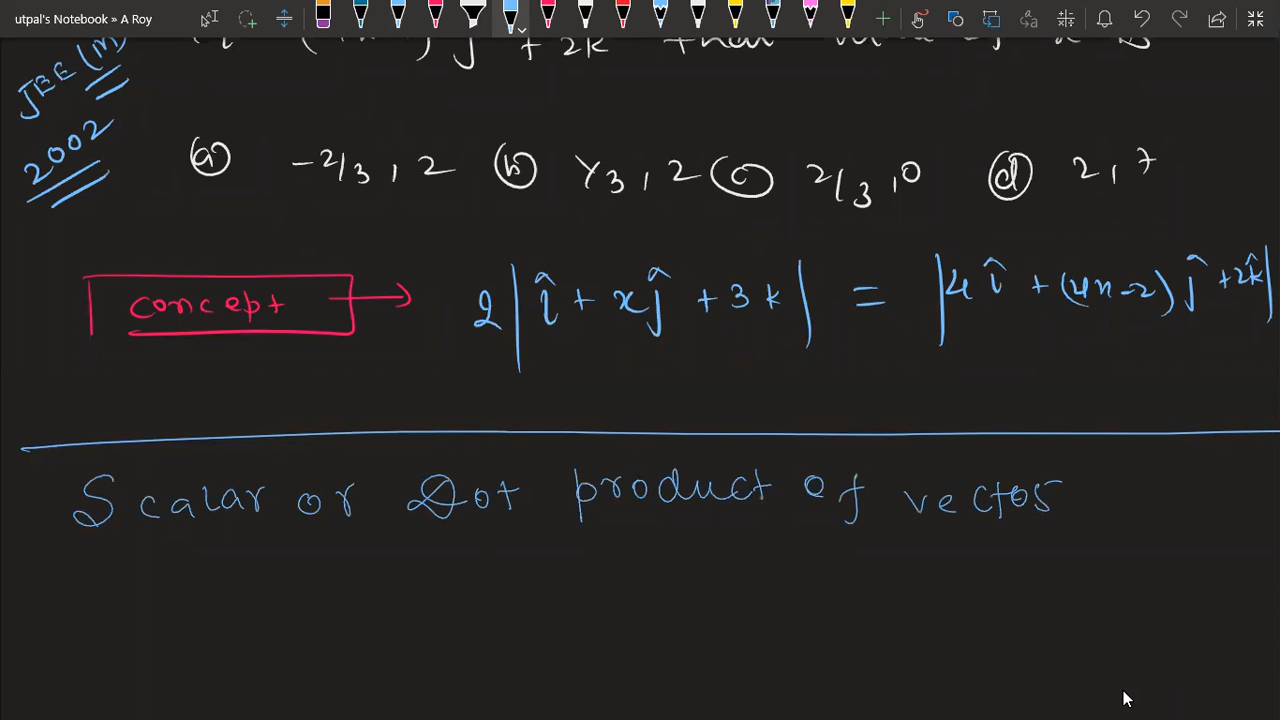 utpal's Notebook » A Roy
JEE (M)
2002
j + 2k
(a) -2/3 , 2 (b) 1/3 , 2 (c) 2/3 , 0 (d) 2 , 7
concept → 2 | î + xĵ + 3k | = | 4î + (4x-2)ĵ + 2k̂ |
Scalar or Dot product of vectos